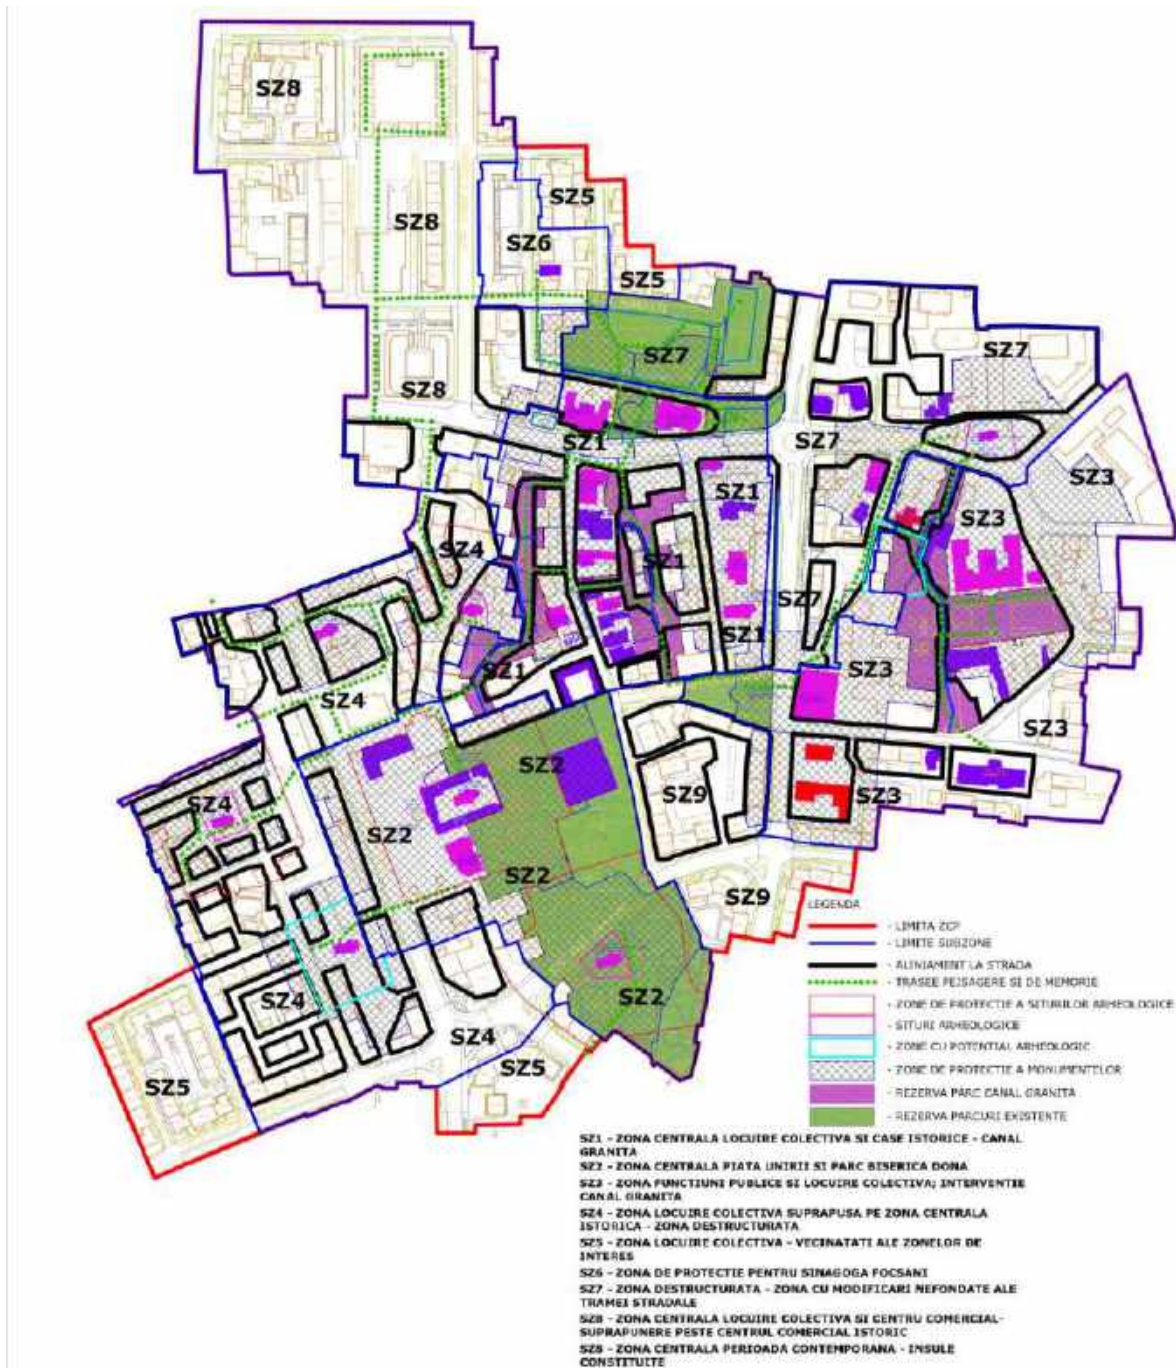 SZ8
SZ8
SZ5
SZ6
SZ5
SZ7
SZ7
SZ8
SZ1
SZ7
SZ3
SZ1
SZ3
SZ4
SZ1
SZ7
SZ1
SZ1
SZ3
SZ4
SZ3
SZ2
SZ9
SZ3
SZ4
SZ2
SZ2
SZ9
SZ4
SZ2
SZ4
SZ5
SZ5
LEGENDA
- LIMITA ZCP
- LIMITE SUBZONE
- ALINIAMENT LA STRADA
- TRASEE PEISAGERE SI DE MEMORIE
- ZONE DE PROTECTIE A SITURILOR ARHEOLOGICE
- SITURI ARHEOLOGICE
- ZONE CU POTENTIAL ARHEOLOGIC
- ZONE DE PROTECTIE A MONUMENTELOR
- REZERVA PARC CANAL GRANITA
- REZERVA PARCURI EXISTENTE
SZ1 - ZONA CENTRALA LOCUIRE COLECTIVA SI CASE ISTORICE - CANAL
GRANITA
SZ2 - ZONA CENTRALA PIATA UNIRII SI PARC BISERICA DONA
SZ3 - ZONA FUNCTIUNI PUBLICE SI LOCUIRE COLECTIVA; INTERVENTIE
CANAL GRANITA
SZ4 - ZONA LOCUIRE COLECTIVA SUPRAPUSA PE ZONA CENTRALA
ISTORICA - ZONA DESTRUCTURATA
SZ5 - ZONA LOCUIRE COLECTIVA - VECINATATI ALE ZONELOR DE
INTERES
SZ6 - ZONA DE PROTECTIE PENTRU SINAGOGA FOCSANI
SZ7 - ZONA DESTRUCTURATA - ZONA CU MODIFICARI NEFONDATE ALE
TRAMEI STRADALE
SZ8 - ZONA CENTRALA LOCUIRE COLECTIVA SI CENTRU COMERCIAL-
SUPRAPUNERE PESTE CENTRUL COMERCIAL ISTORIC
- ZONA CENTRALA PERIOADA CONTEMPORANA - INSULE
CONSTITUITE